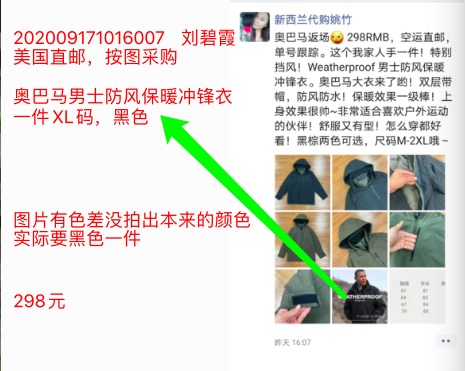 202009171016007 刘碧霞
美国直邮，按图采购
奥巴马男士防风保暖冲锋衣
一件XL码，黑色
图片有色差没拍出本来的颜色
实际要黑色一件
298元
新西兰代购姚竹
奥巴马返场 298RMB，空运直邮，
单号跟踪。这个我家人手一件！特别
挡风！Weatherproof 男士防风保暖
冲锋衣。奥巴马大衣来了哟！双层带
帽，防风防水！保暖效果一级棒！上
身效果很帅~非常适合喜欢户外运动
的伙伴！舒服又有型！怎么穿都好
看！黑棕两色可选，尺码M-2XL哦～
WEATHERPROOF
昨天 16:07